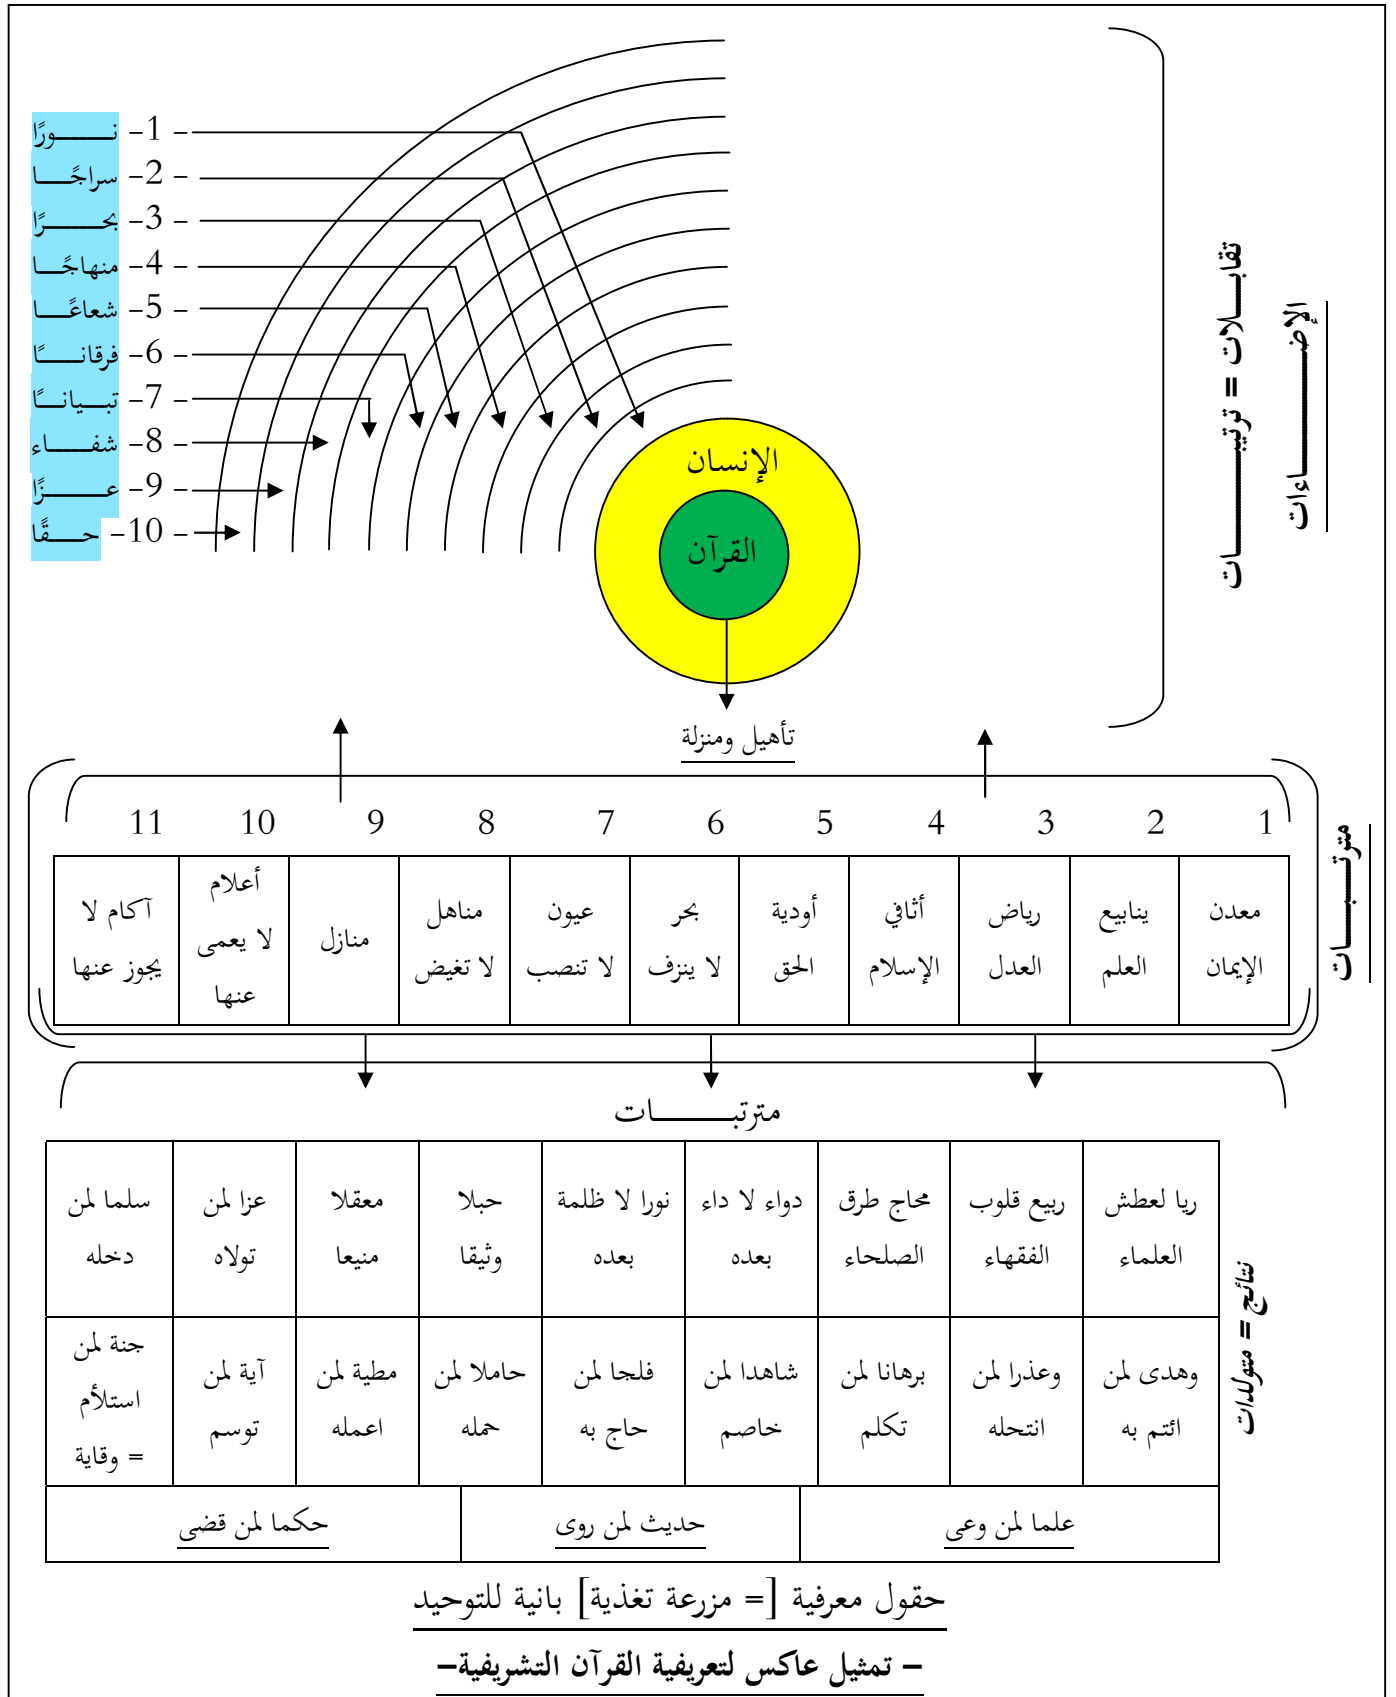 1- نــــورًا -
2- سراجًـــا -
3- بحــــرًا -
4- منهاجًـــا -
5- شعاعًـــا -
6- فرقانـــًا -
7- تبــيانــًا -
8- شفـــاء -
9- عــــزًا -
10- حـــقًا -
الإنسان
القرآن
تأهيل ومنزلة
تقابـــلات = ترتيبـــــات
الإضـــــاءات
1 2 3 4 5 6 7 8 9 10 11
معدن
الإيمان
ينابيع
العلم
رياض
العدل
أثافي
الإسلام
أودية
الحق
بحر
لا ينزف
عيون
لا تنصب
مناهل
لا تغيض
منازل
أعلام
لا يعمى
عنها
آكام لا
يجوز عنها
مترتـــبـــات
مترتبـــــات
ريا لعطش
العلماء
ربيع قلوب
الفقهاء
محاج طرق
الصلحاء
دواء لا داء
بعده
نورا لا ظلمة
بعده
حبلا
وثيقا
معقلا
منيعا
عزا لمن
تولاه
سلما لمن
دخله
وهدى لمن
ائتم به
وعذرا لمن
انتحله
برهانا لمن
تكلم
شاهدا لمن
خاصم
فلجا لمن
حاج به
حاملا لمن
حمله
مطية لمن
اعمله
آية لمن
توسم
جنة لمن
استلأم
= وقاية
علما لمن وعى
حديث لمن روى
حكما لمن قضى
نتائج = متولدات
حقول معرفية [= مزرعة تغذية] بانية للتوحيد
– تمثيل عاكس لتعريفية القرآن التشريفية–